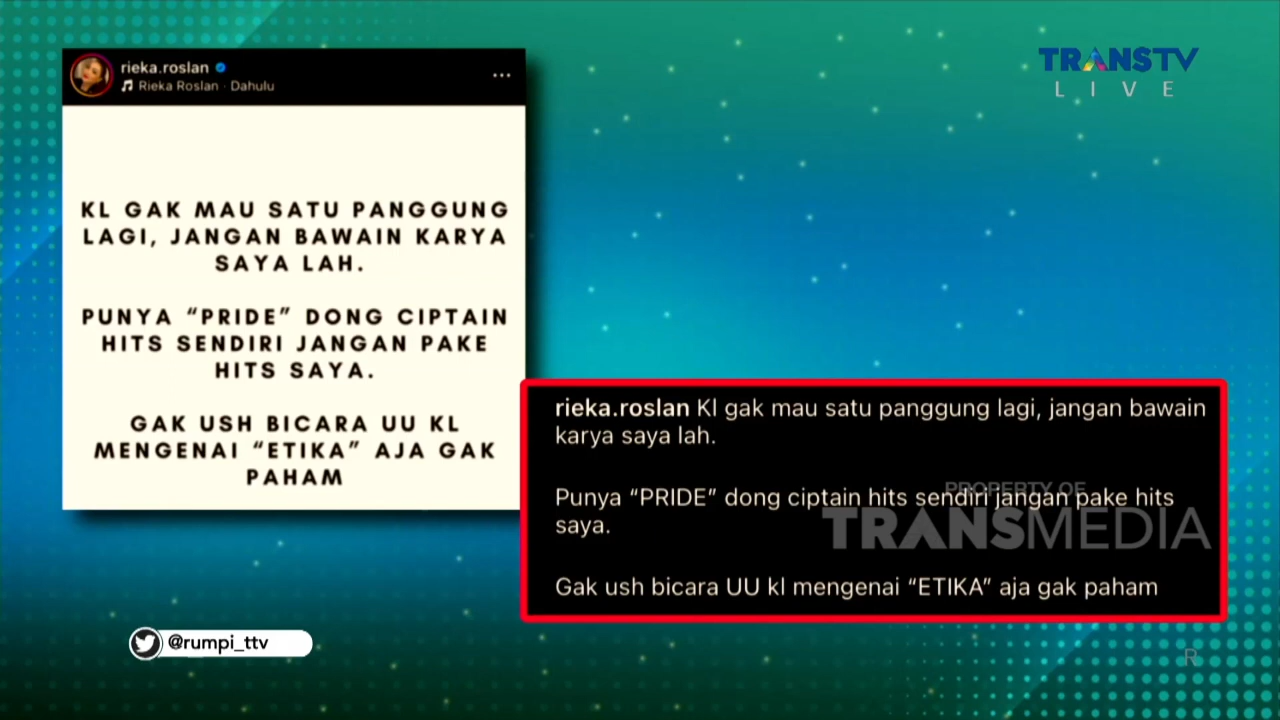 rieka.roslan
Rieka Roslan · Dahulu
TRANSTV
LIVE
KL GAK MAU SATU PANGGUNG
LAGI, JANGAN BAWAIN KARYA
SAYA LAH.
PUNYA “PRIDE” DONG CIPTAIN
HITS SENDIRI JANGAN PAKE
HITS SAYA.
GAK USH BICARA UU KL
MENGENAI “ETIKA” AJA GAK
PAHAM
rieka.roslan Kl gak mau satu panggung lagi, jangan bawain
karya saya lah.
Punya “PRIDE” dong ciptain hits sendiri jangan pake hits
saya.
Gak ush bicara UU kl mengenai “ETIKA” aja gak paham
PROPERTY OF
TRANSMEDIA
@rumpi_ttv
R